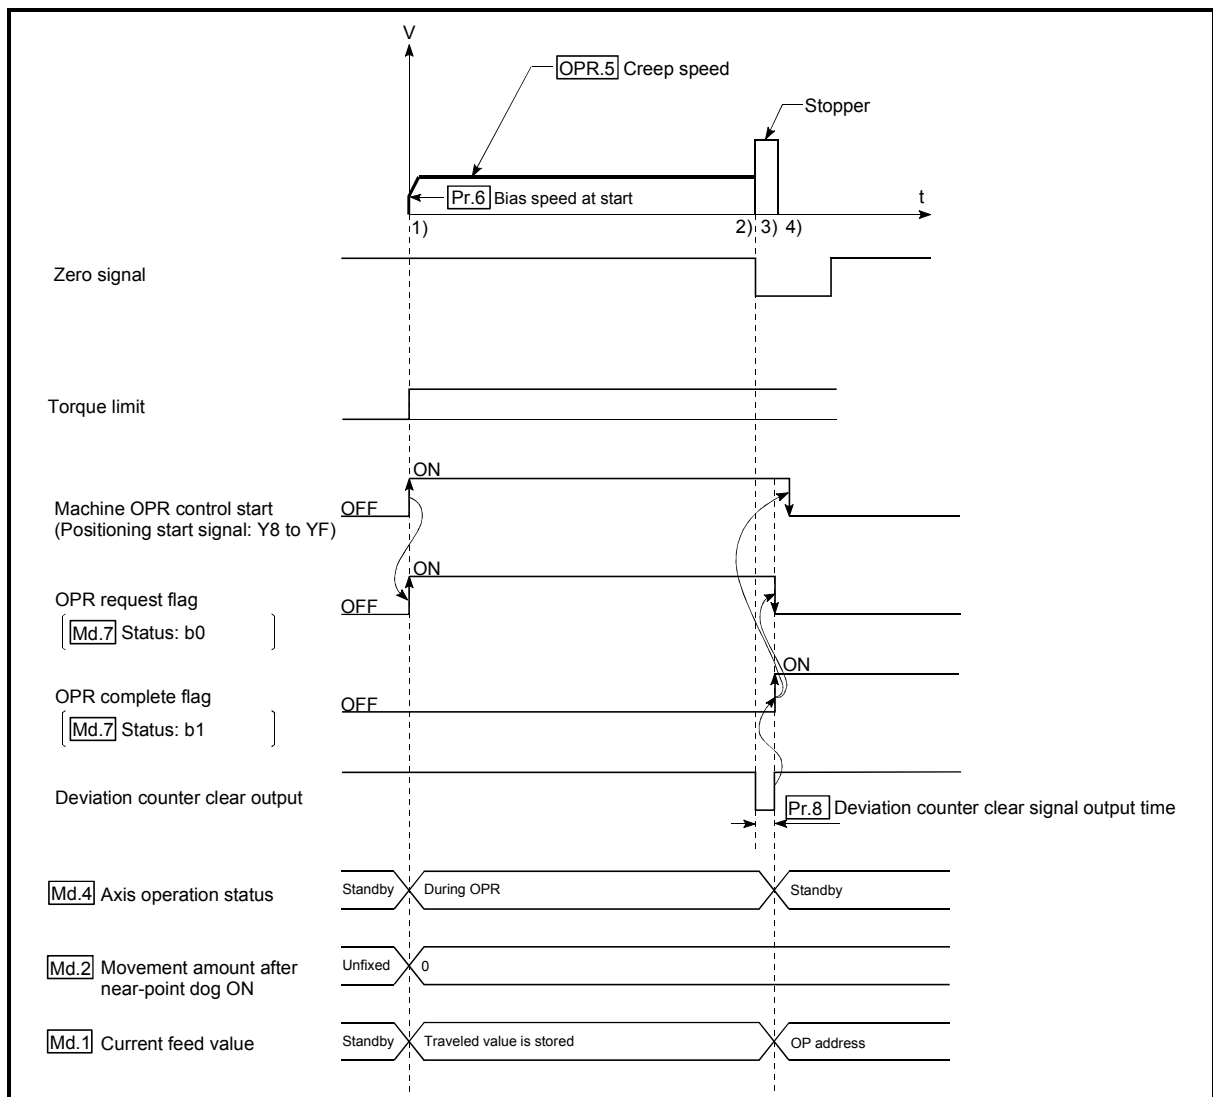 V
OPR.5 Creep speed
Stopper
Pr.6 Bias speed at start
t
1)
2) 3) 4)
Zero signal
Torque limit
ON
Machine OPR control start
(Positioning start signal: Y8 to YF)
OFF
ON
OPR request flag
OFF
Md.7 Status: b0
ON
OPR complete flag
OFF
Md.7 Status: b1
Deviation counter clear output
Pr.8 Deviation counter clear signal output time
Md.4 Axis operation status
Standby
During OPR
Standby
Md.2 Movement amount after
near-point dog ON
Unfixed
0
Md.1 Current feed value
Standby
Traveled value is stored
OP address